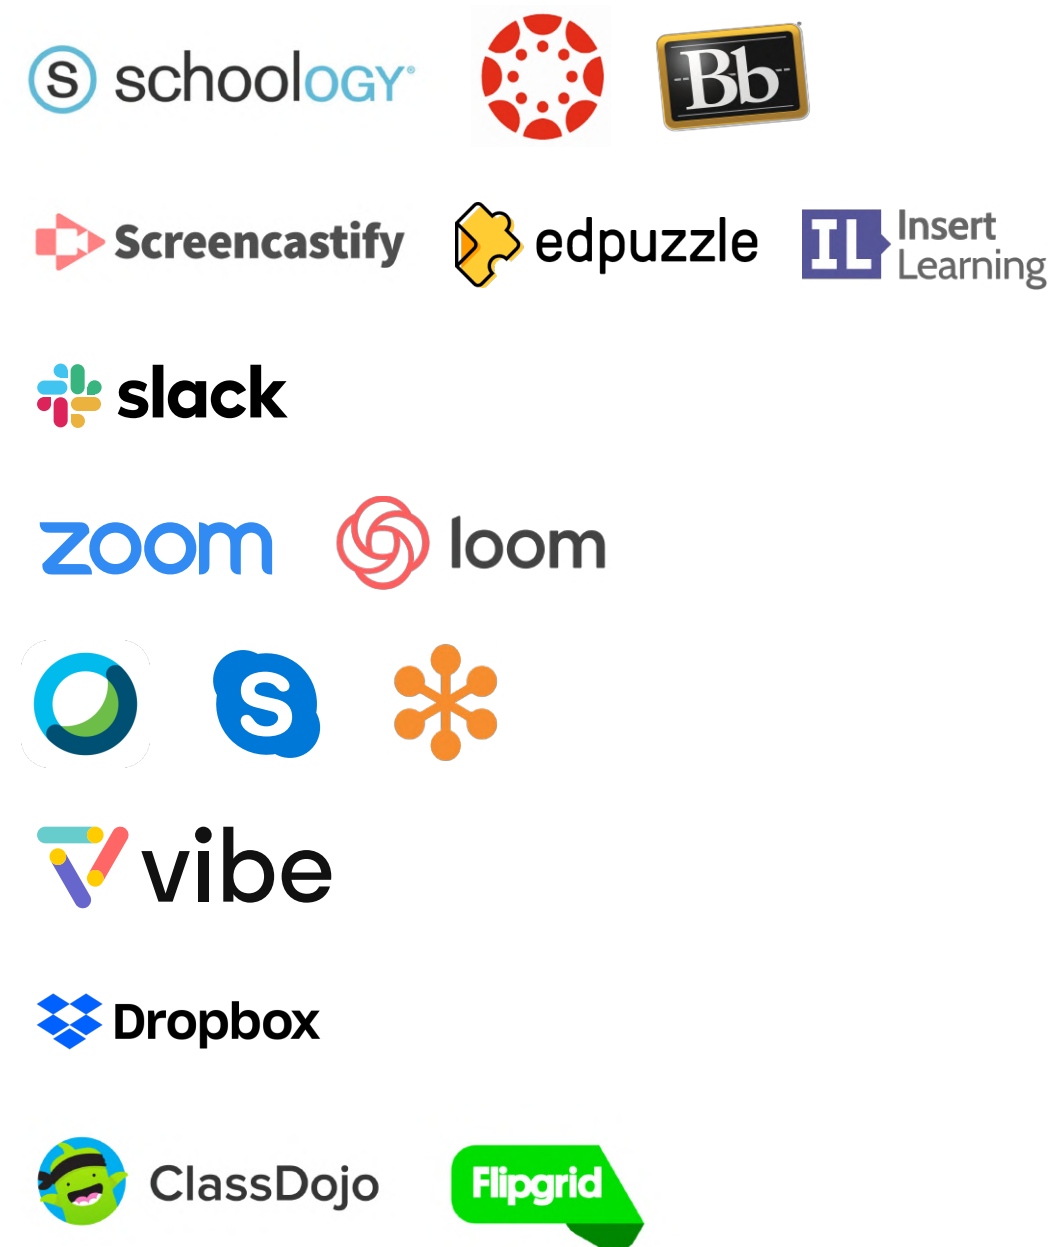 S schoology®
Bb
Screencastify edpuzzle IL Insert
Learning
slack
zoom loom
S
vibe
Dropbox
ClassDojo Flipgrid